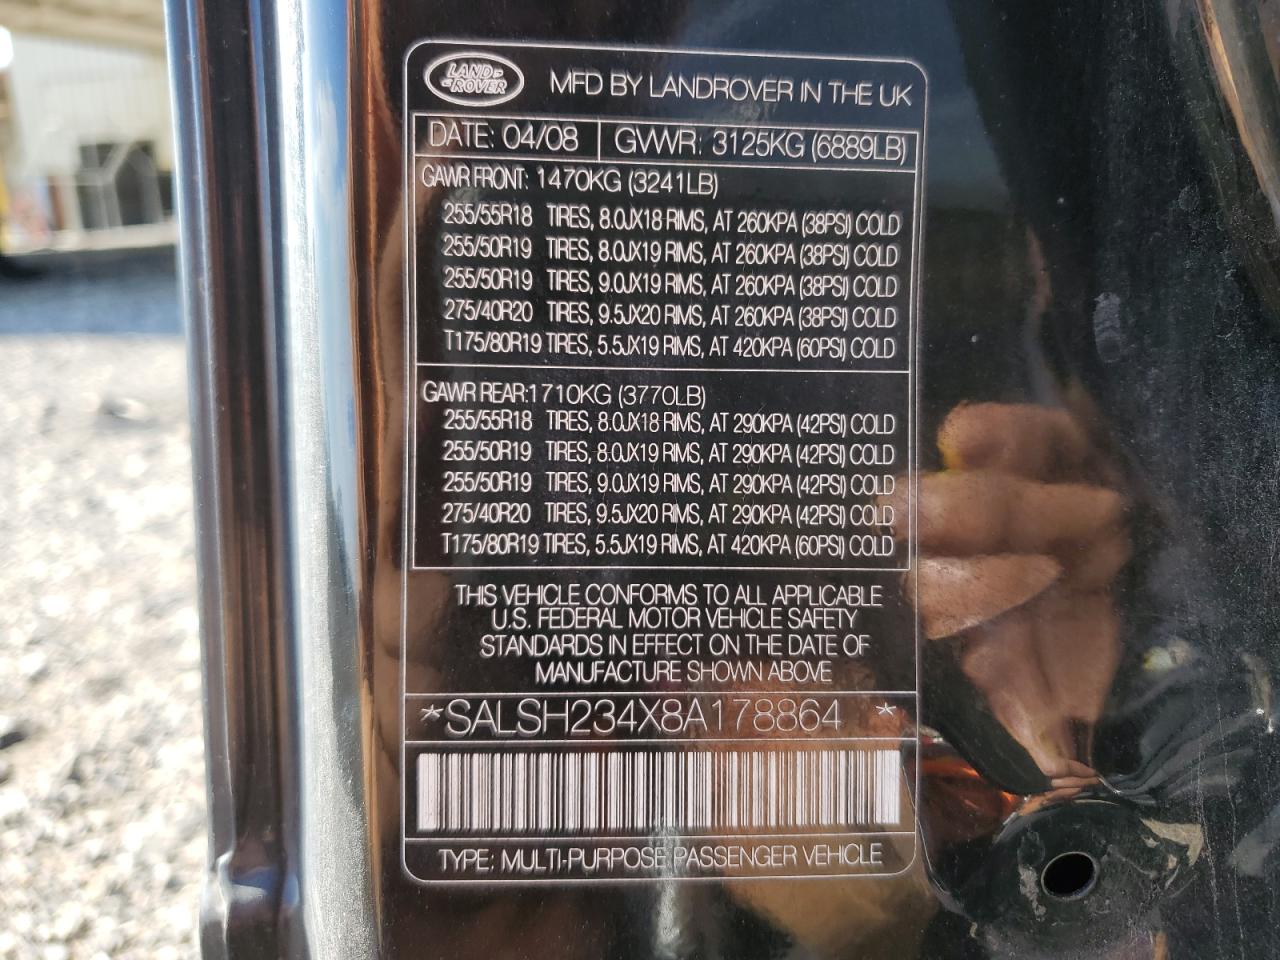 LAND ROVER
MFD BY LANDROVER IN THE UK
DATE: 04/08 GVWR: 3125KG (6889LB)
GAWR FRONT: 1470KG (3241LB)
255/55R18 TIRES, 8.0JX18 RIMS, AT 260KPA (38PSI) COLD
255/50R19 TIRES, 8.0JX19 RIMS, AT 260KPA (38PSI) COLD
255/50R19 TIRES, 9.0JX19 RIMS, AT 260KPA (38PSI) COLD
275/40R20 TIRES, 9.5JX20 RIMS, AT 260KPA (38PSI) COLD
T175/80R19 TIRES, 5.5JX19 RIMS, AT 420KPA (60PSI) COLD
GAWR REAR:1710KG (3770LB)
255/55R18 TIRES, 8.0JX18 RIMS, AT 290KPA (42PSI) COLD
255/50R19 TIRES, 8.0JX19 RIMS, AT 290KPA (42PSI) COLD
255/50R19 TIRES, 9.0JX19 RIMS, AT 290KPA (42PSI) COLD
275/40R20 TIRES, 9.5JX20 RIMS, AT 290KPA (42PSI) COLD
T175/80R19 TIRES, 5.5JX19 RIMS, AT 420KPA (60PSI) COLD
THIS VEHICLE CONFORMS TO ALL APPLICABLE
U.S. FEDERAL MOTOR VEHICLE SAFETY
STANDARDS IN EFFECT ON THE DATE OF
MANUFACTURE SHOWN ABOVE
*SALSH234X8A178864 *
TYPE: MULTI-PURPOSE PASSENGER VEHICLE